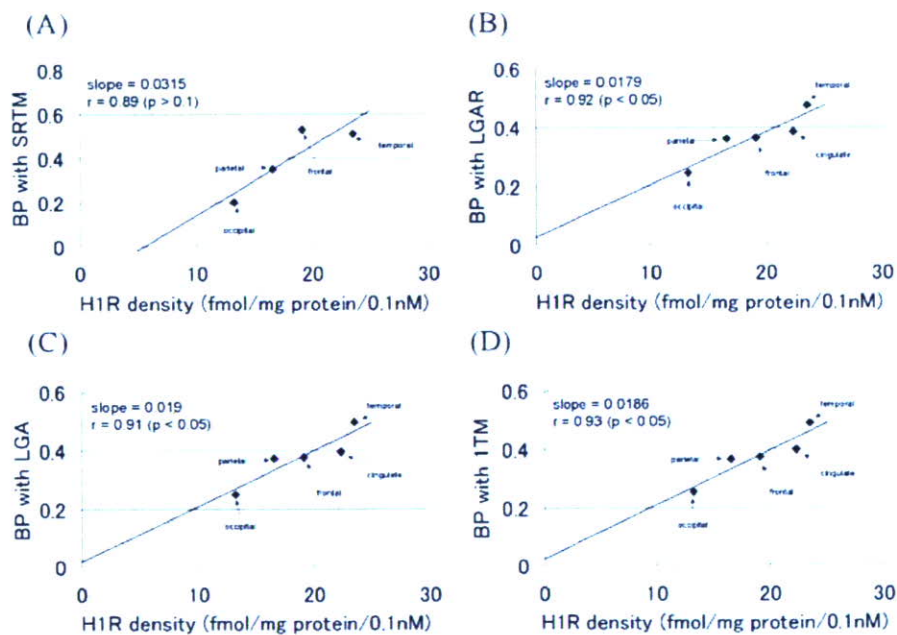 (A)
BP with SRTM
0.8
0.6
0.4
0.2
0
slope = 0.0315
r = 0.89 (p > 0.1)
parietal
frontal
temporal
occipital
0 10 20 30
H1R density (fmol/mg protein/0.1nM)
(B)
BP with LGAR
0.6
0.4
0.2
0
slope = 0.0179
r = 0.92 (p < 0.05)
temporal
parietal
cingulate
frontal
occipital
0 10 20 30
H1R density (fmol/mg protein/0.1nM)
(C)
BP with LGA
0.6
0.4
0.2
0
slope = 0.019
r = 0.91 (p < 0.05)
temporal
parietal
cingulate
frontal
occipital
0 10 20 30
H1R density (fmol/mg protein/0.1nM)
(D)
BP with 1TM
0.6
0.4
0.2
0
slope = 0.0186
r = 0.93 (p < 0.05)
temporal
parietal
cingulate
frontal
occipital
0 10 20 30
H1R density (fmol/mg protein/0.1nM)